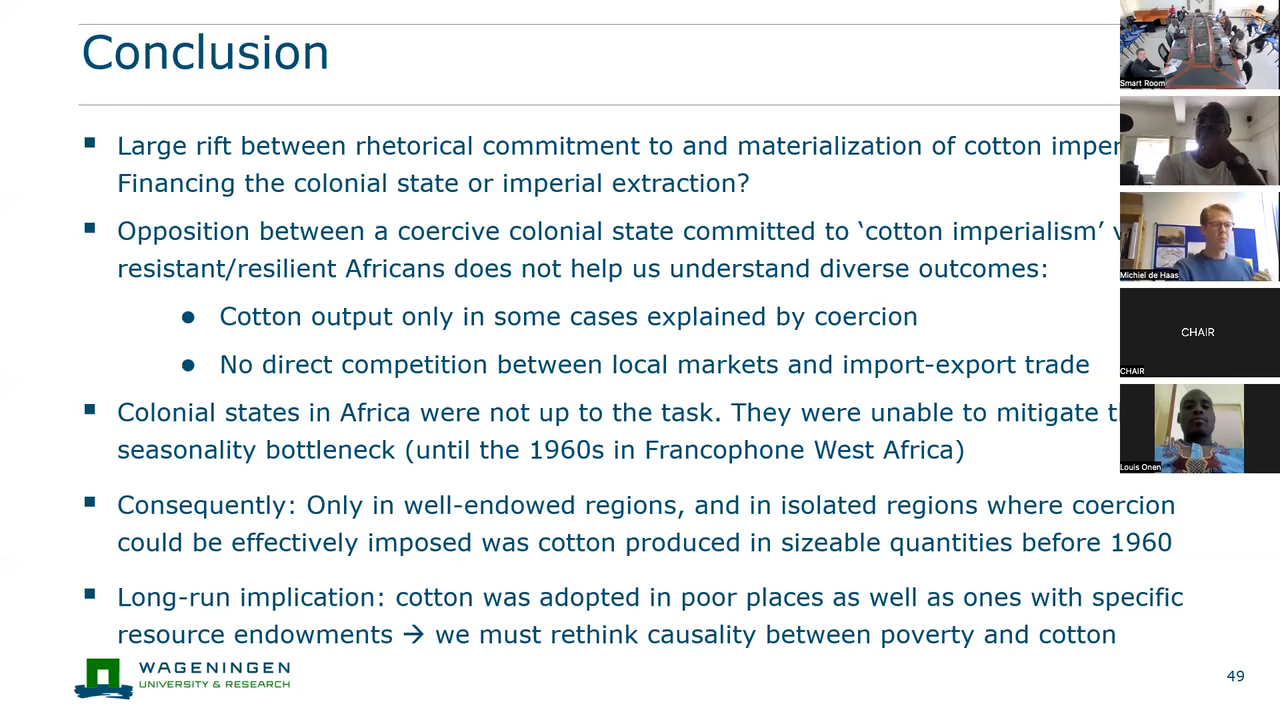 Conclusion
▪ Large rift between rhetorical commitment to and materialization of cotton imper
Financing the colonial state or imperial extraction?
▪ Opposition between a coercive colonial state committed to ‘cotton imperialism’
resistant/resilient Africans does not help us understand diverse outcomes:
● Cotton output only in some cases explained by coercion
● No direct competition between local markets and import-export trade
▪ Colonial states in Africa were not up to the task. They were unable to mitigate
seasonality bottleneck (until the 1960s in Francophone West Africa)
▪ Consequently: Only in well-endowed regions, and in isolated regions where coercion
could be effectively imposed was cotton produced in sizeable quantities before 1960
▪ Long-run implication: cotton was adopted in poor places as well as ones with specific
resource endowments → we must rethink causality between poverty and cotton
WAGENINGEN
UNIVERSITY & RESEARCH
49
Smart Room
Michiel de Haas
CHAIR
CHAIR
Louis Onen